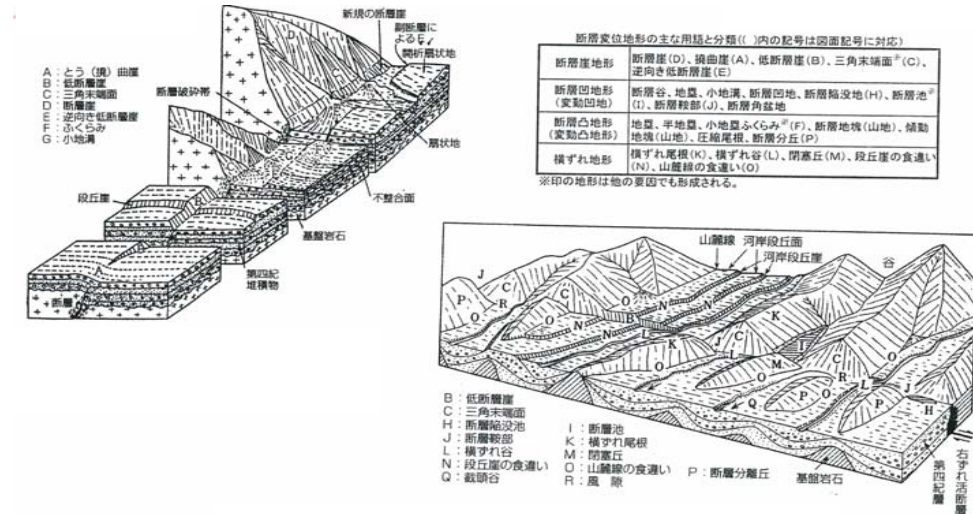 新規の断層崖
副断層に
よるE
開析扇状地
A：とう（撓）曲崖
B：低断層崖
C：三角末端面
D：断層崖
E：逆向き低断層崖
F：ふくらみ
G：小地溝
断層破砕帯
扇状地
不整合面
段丘崖
基盤岩石
第四紀
堆積物
断層
A
B
C
D
G
断層変位地形の主な用語と分類(( )内の記号は図面記号に対応)
断層崖地形
断層崖(D)、撓曲崖(A)、低断層崖(B)、三角末端面※(C)、
逆向き低断層崖(E)
断層凹地形
(変動凹地)
断層谷、地塁、小地溝、断層凹地、断層陥没地(H)、断層池※
(I)、断層鞍部(J)、断層角盆地
断層凸地形
(変動凸地形)
地塁、半地塁、小地塁ふくらみ※(F)、断層地塊(山地)、傾動
地塊(山地)、圧縮尾根、断層分丘(P)
横ずれ地形
横ずれ尾根(K)、横ずれ谷(L)、閉塞丘(M)、段丘崖の食違い
(N)、山麓線の食違い(O)
※印の地形は他の要因でも形成される。
山麓線 河岸段丘面
河岸段丘崖
谷
J
C
P
R
O
C
O
N
B
N
N
N
L
K
O
J
C
L
K
I
M
O
C
R
O
L
Q
P
O
P
J
H
B：低断層崖
C：三角末端面
H：断層陥没池
J：断層鞍部
L：横ずれ谷
N：段丘崖の食違い
Q：截頭谷
I：断層池
K：横ずれ尾根
M：閉塞丘
O：山麓線の食違い
R：風隙
P：断層分離丘
基盤岩石
第四紀層
右ずれ活断層